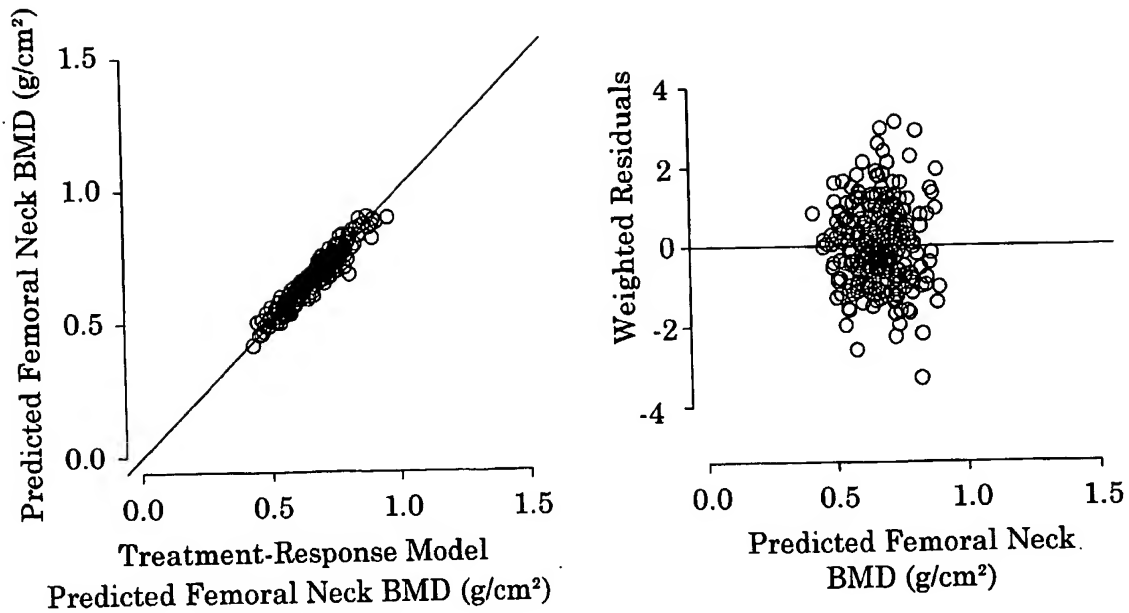 Predicted Femoral Neck BMD (g/cm²)
1.5
1.0
0.5
0.0
0.0 0.5 1.0 1.5
Treatment-Response Model
Predicted Femoral Neck BMD (g/cm²)
Weighted Residuals
4
2
0
-2
-4
0.0 0.5 1.0 1.5
Predicted Femoral Neck
BMD (g/cm²)